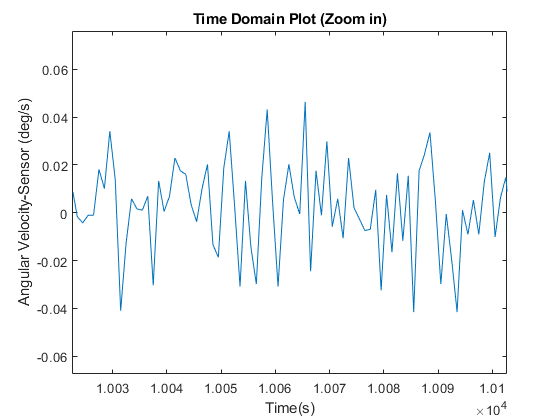 Time Domain Plot (Zoom in)
Angular Velocity-Sensor (deg/s)
0.06
0.04
0.02
0
-0.02
-0.04
-0.06
1.003 1.004 1.005 1.006 1.007 1.008 1.009 1.01
Time(s)
×10⁴